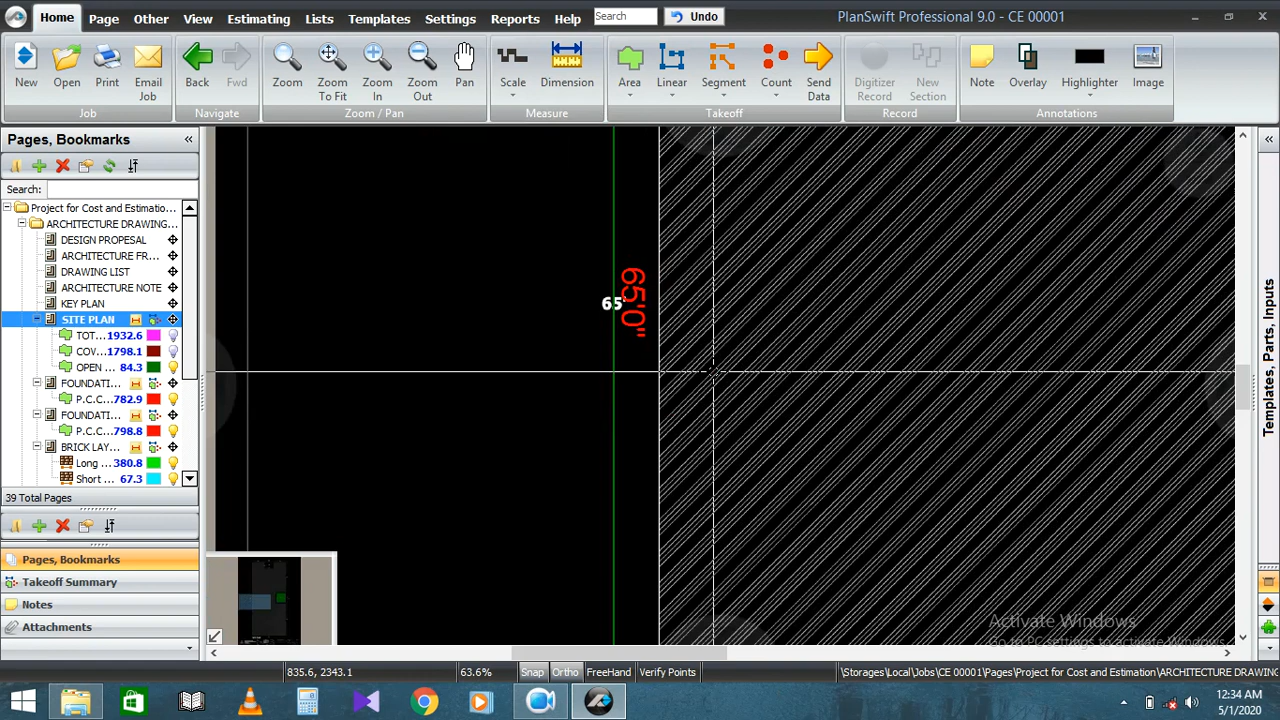 Home Page Other View Estimating Lists Templates Settings Reports Help Search Undo PlanSwift Professional 9.0 - CE 00001
New Open Print Email Job Back Fwd Zoom Zoom To Fit Zoom In Zoom Out Pan Scale Dimension Area Linear Segment Count Send Data Digitizer Record New Section Note Overlay Highlighter Image
Job Navigate Zoom / Pan Measure Takeoff Record Annotations
Pages, Bookmarks
Search:
Project for Cost and Estimatio...
ARCHITECTURE DRAWING...
DESIGN PROPESAL
ARCHITECTURE FR...
DRAWING LIST
ARCHITECTURE NOTE
KEY PLAN
SITE PLAN
TOT... 1932.6
COV... 1798.1
OPEN 84.3
FOUNDATI...
P.C.C... 782.9
FOUNDATI...
P.C.C... 798.8
BRICK LAY...
Long ... 380.8
Short ... 67.3
39 Total Pages
Pages, Bookmarks
Takeoff Summary
Notes
Attachments
65'
65'0"
Templates, Parts, Inputs
Activate Windows
Go to PC settings to activate Windows.
835.6, 2343.1 63.6% Snap Ortho FreeHand Verify Points \Storages\Local\Jobs\CE 00001\Pages\Project for Cost and Estimation\ARCHITECTURE DRAWING
12:34 AM
5/1/2020